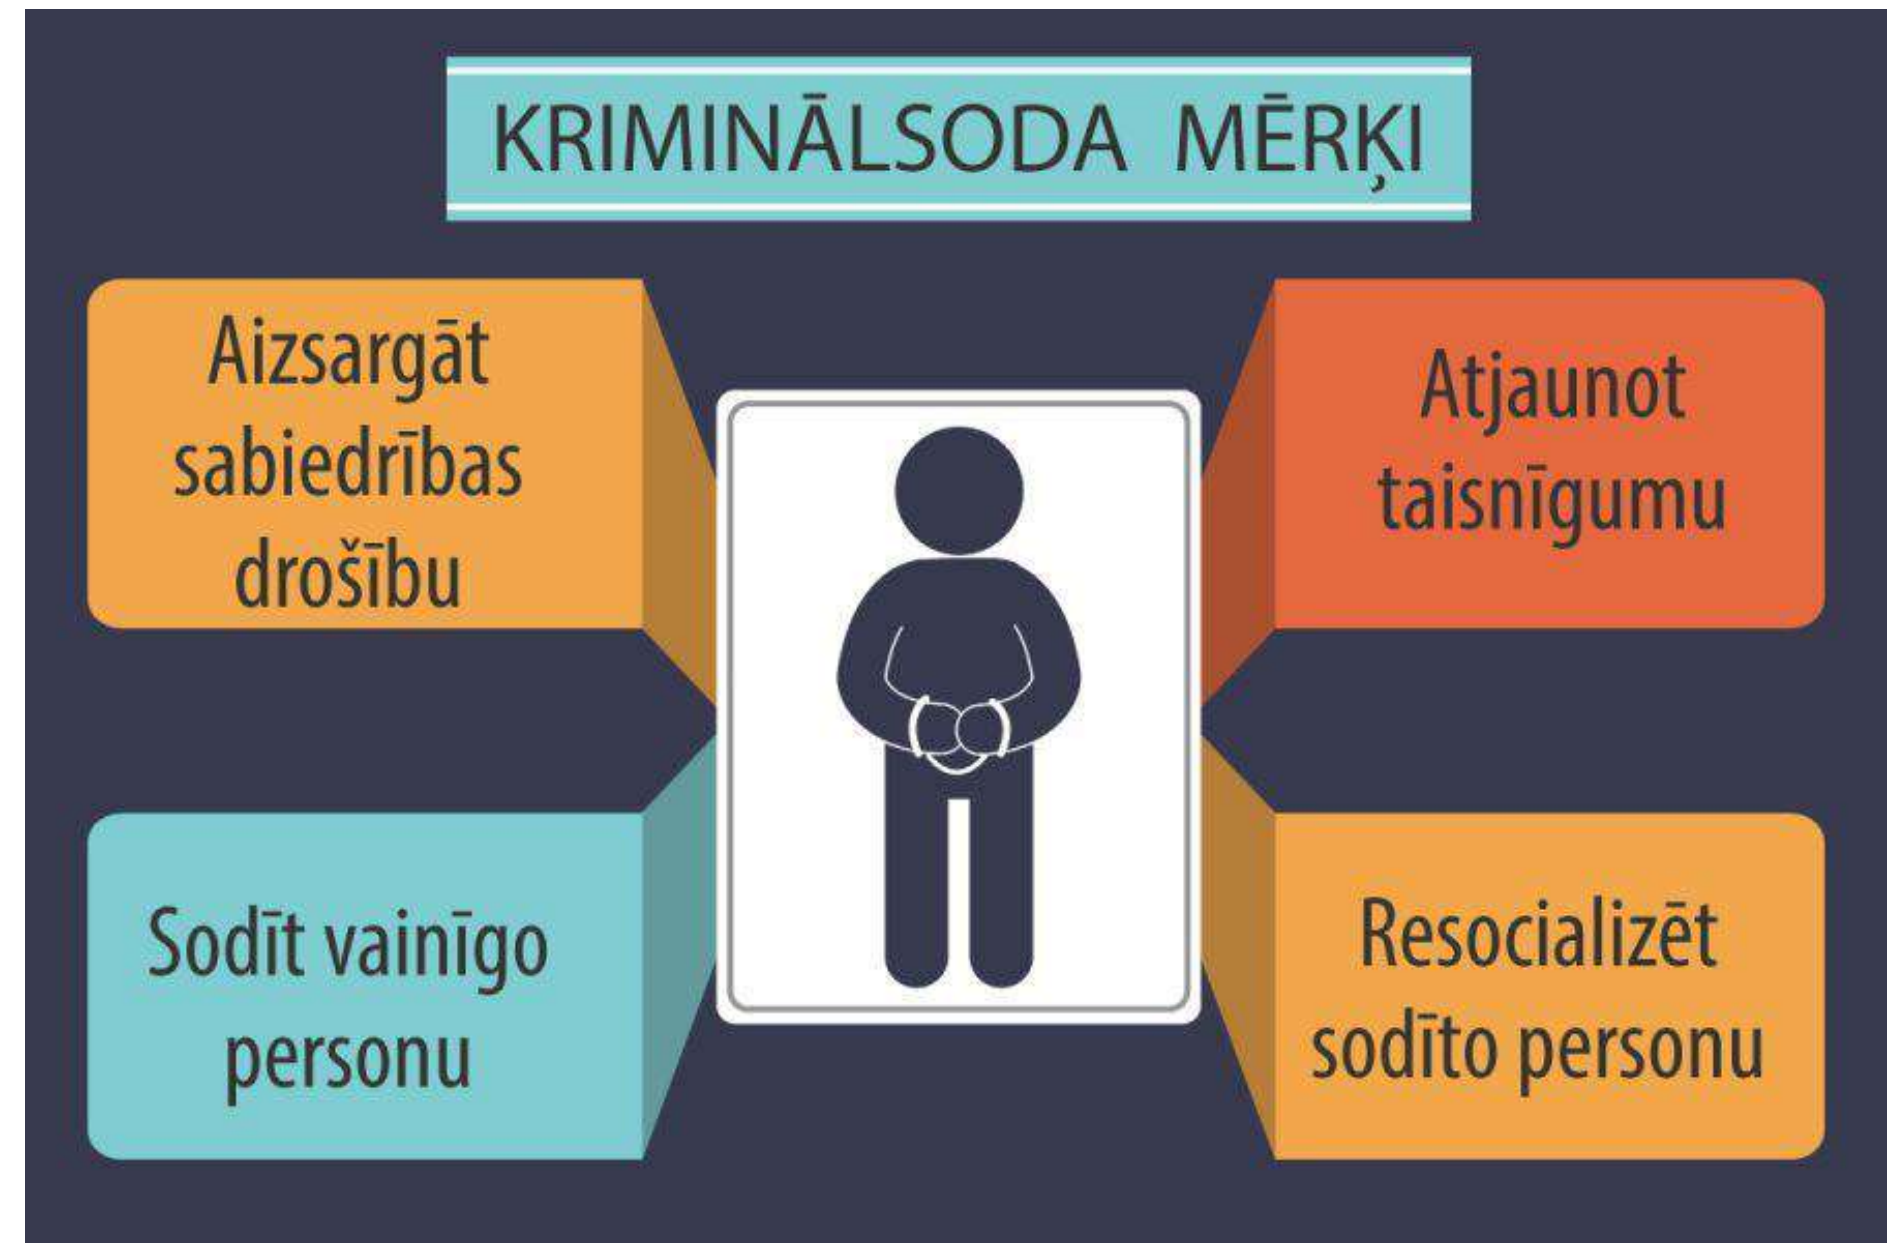 KRIMINĀLSODA MĒRĶI
Aizsargāt
sabiedrības
drošību
Atjaunot
taisnīgumu
Sodīt vainīgo
personu
Resocializēt
sodīto personu